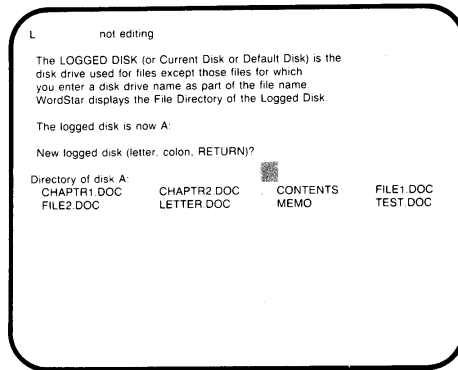 L not editing
The LOGGED DISK (or Current Disk or Default Disk) is the
disk drive used for files except those files for which
you enter a disk drive name as part of the file name.
WordStar displays the File Directory of the Logged Disk.
The logged disk is now A:
New logged disk (letter, colon, RETURN)?
Directory of disk A:
CHAPTR1.DOC CHAPTR2.DOC CONTENTS FILE1.DOC
FILE2.DOC LETTER.DOC MEMO TEST.DOC